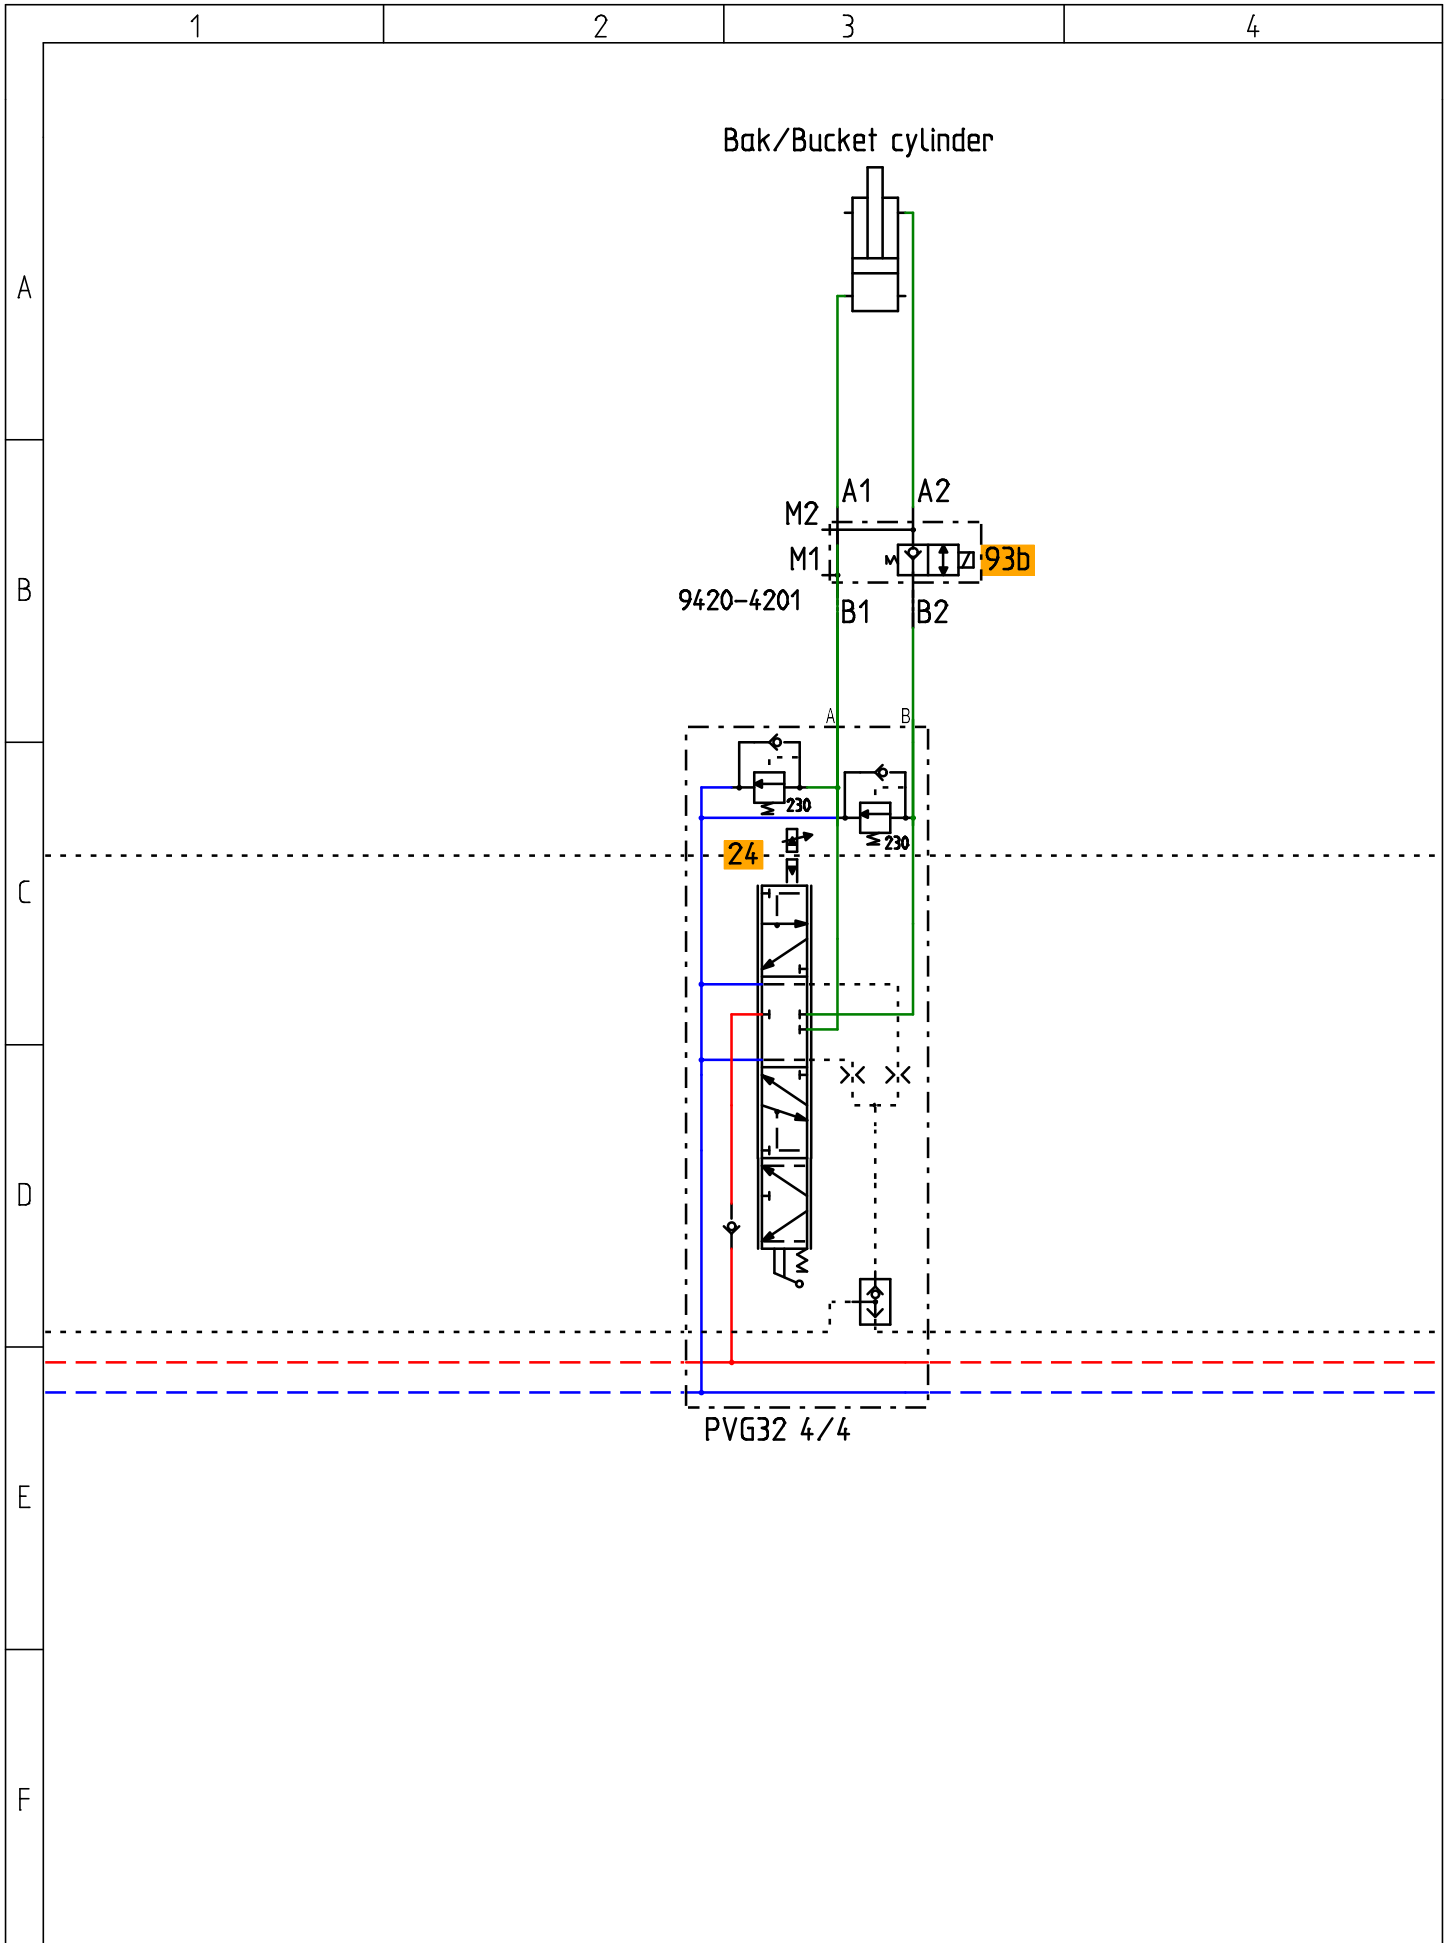 1 2 3 4
Bak/Bucket cylinder
A
A1 A2
M2
M1 93b
B
9420-4201
B1 B2
A B
230
230
24
C
D
PVG32 4/4
E
F